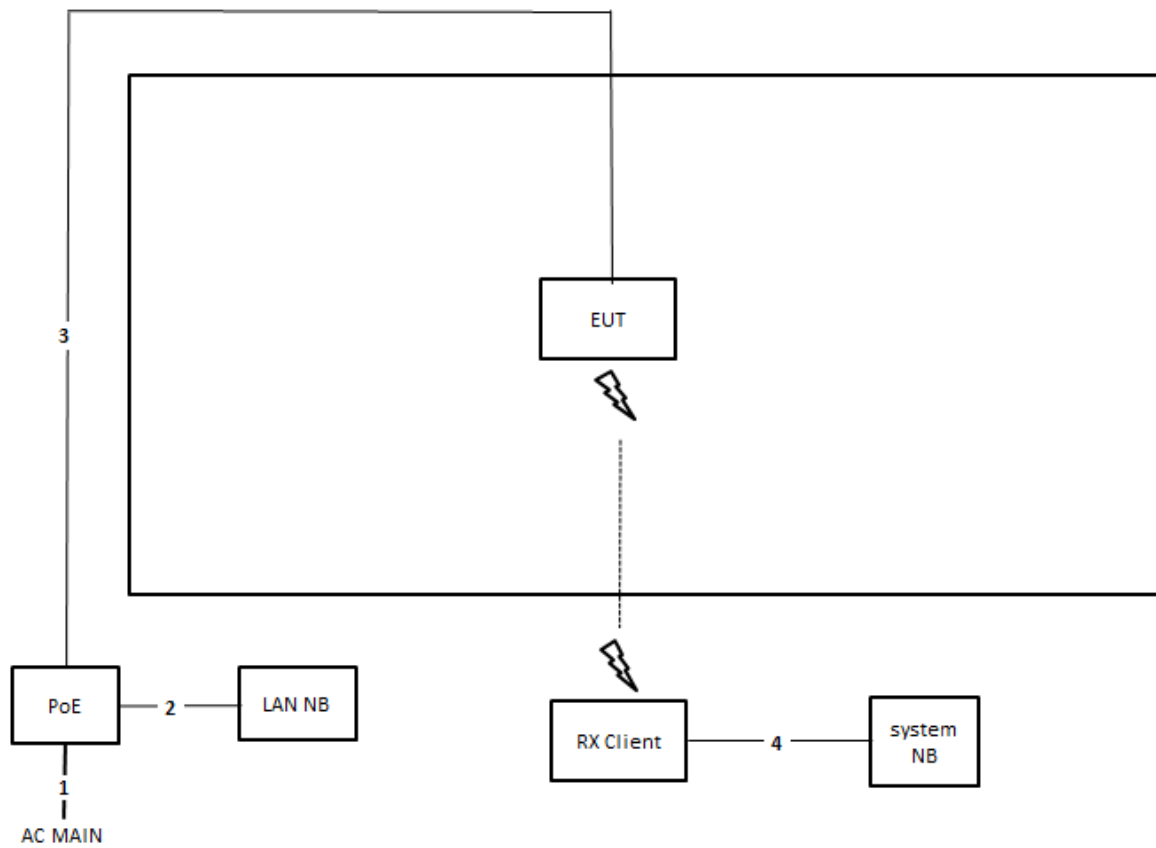 EUT
3
PoE
2
LAN NB
RX Client
4
system
NB
1
AC MAIN